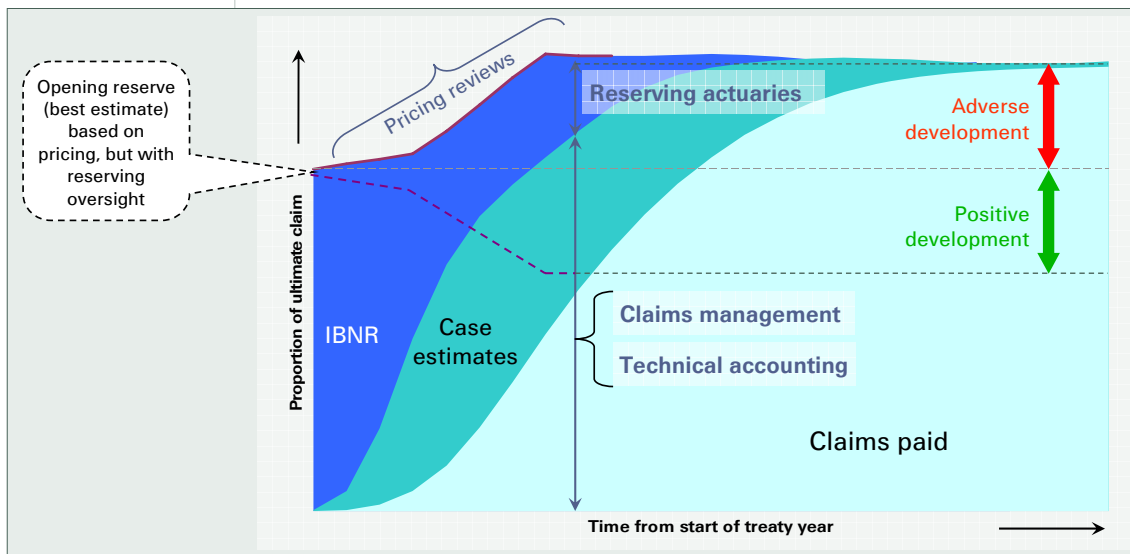 Opening reserve
(best estimate)
based on
pricing, but with
reserving
oversight
Proportion of ultimate claim
Pricing reviews
Reserving actuaries
Adverse
development
Positive
development
IBNR
Case
estimates
Claims management
Technical accounting
Claims paid
Time from start of treaty year